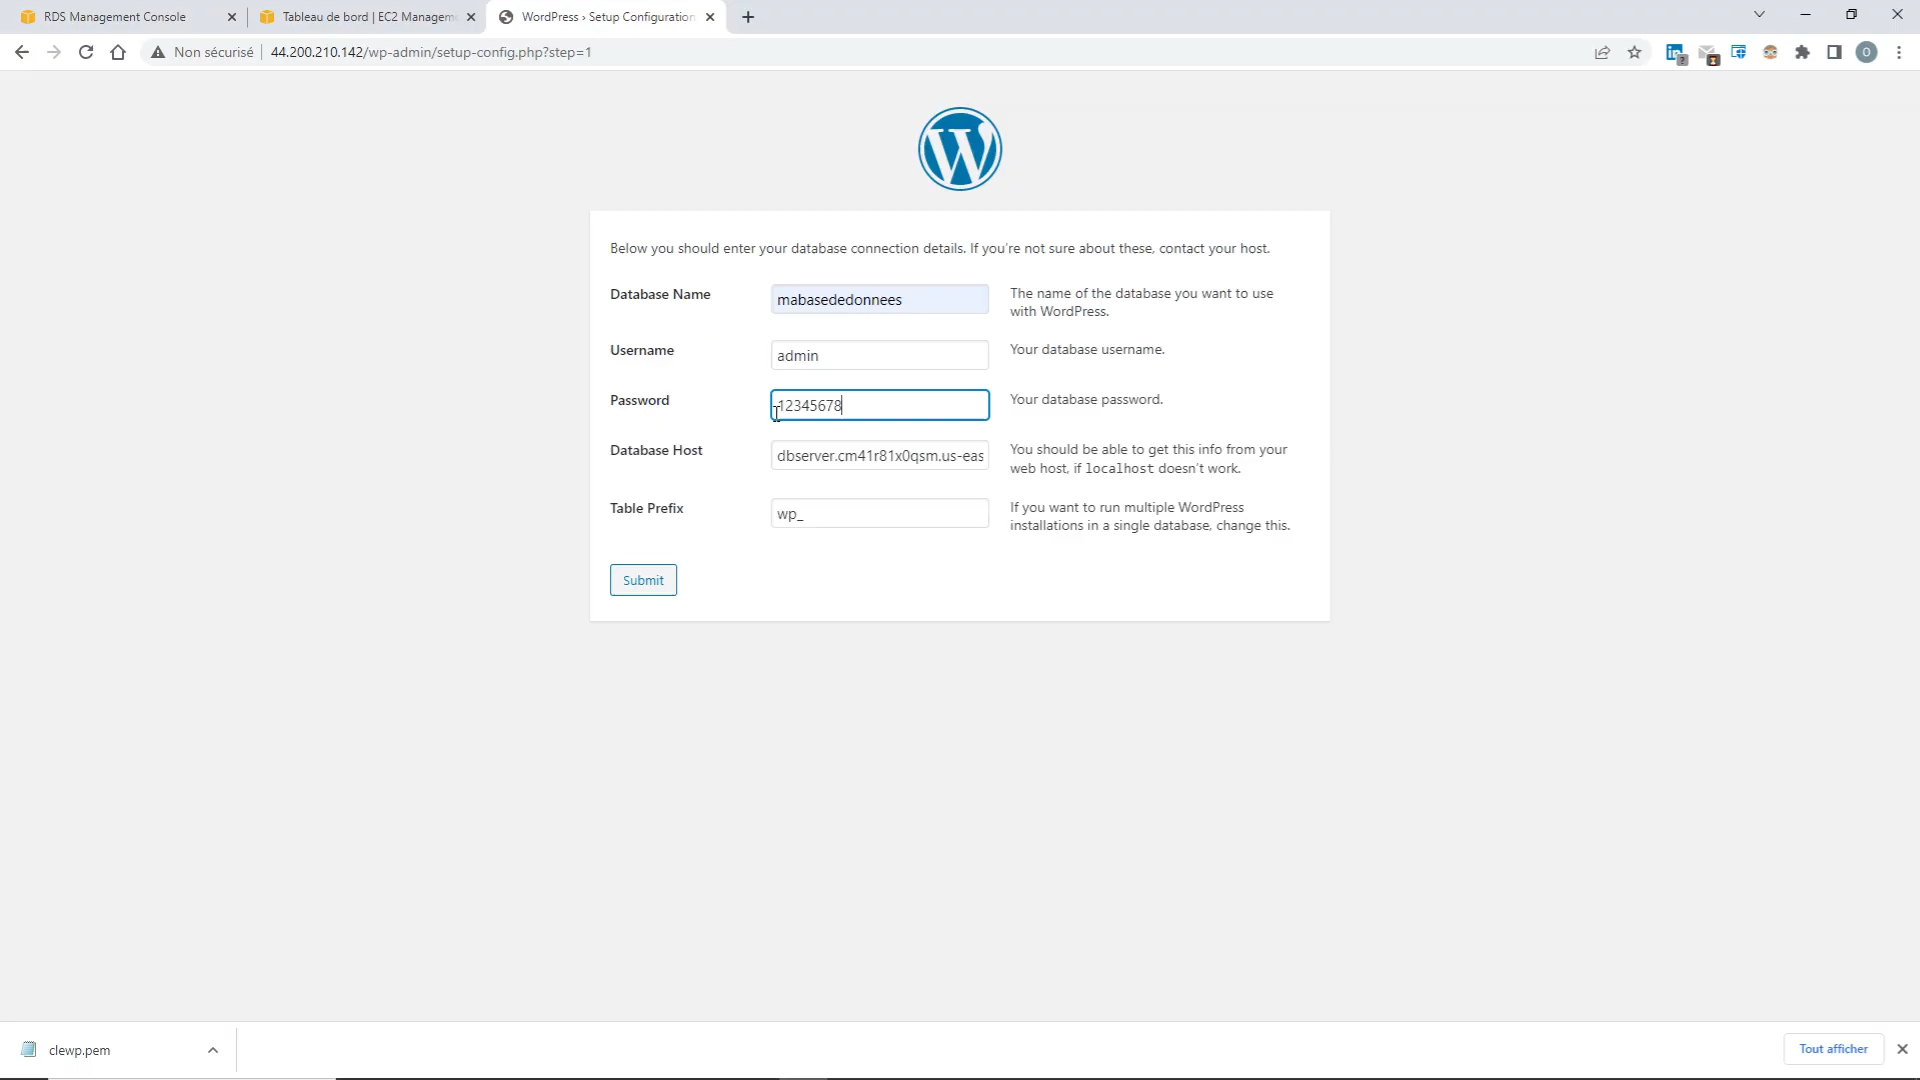 RDS Management Console
Tableau de bord | EC2 Managem
WordPress › Setup Configuration
Non sécurisé
44.200.210.142/wp-admin/setup-config.php?step=1
O
Below you should enter your database connection details. If you're not sure about these, contact your host.
Database Name
mabasededonnees
The name of the database you want to use
with WordPress.
Username
admin
Your database username.
Password
12345678
Your database password.
Database Host
dbserver.cm41r81x0qsm.us-eas
You should be able to get this info from your
web host, if localhost doesn't work.
Table Prefix
wp_
If you want to run multiple WordPress
installations in a single database, change this.
Submit
clewp.pem
Tout afficher